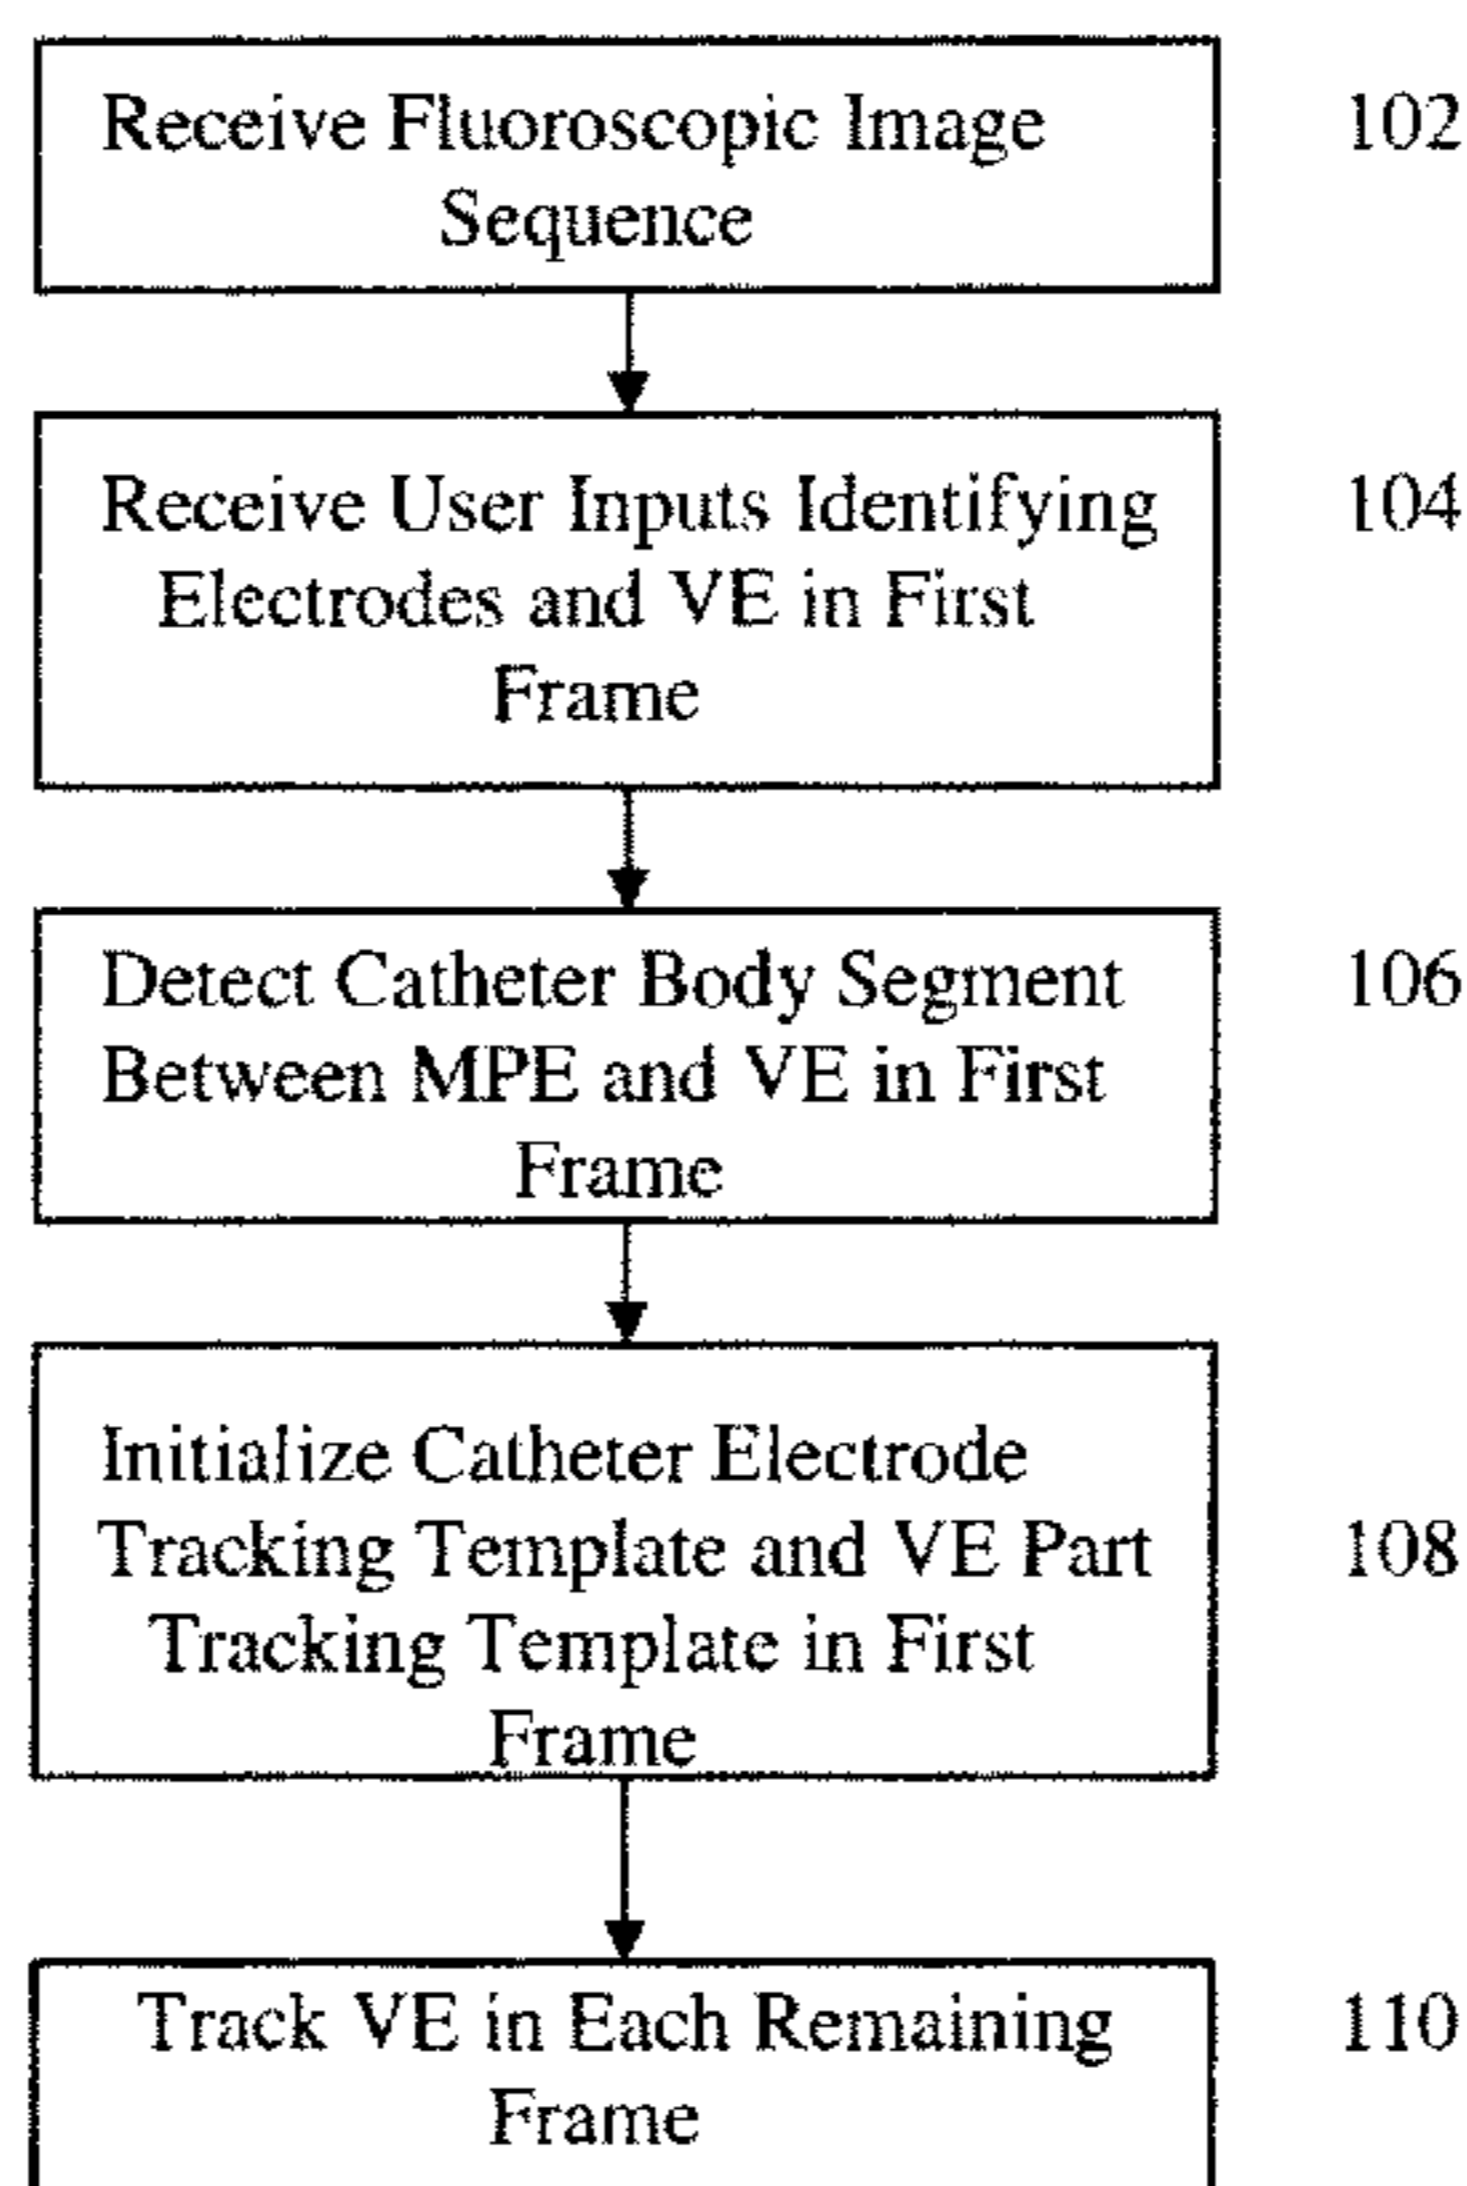 Receive Fluoroscopic Image
Sequence
102
Receive User Inputs Identifying
Electrodes and VE in First
Frame
104
Detect Catheter Body Segment
Between MPE and VE in First
Frame
106
Initialize Catheter Electrode
Tracking Template and VE Part
Tracking Template in First
Frame
108
Track VE in Each Remaining
Frame
110